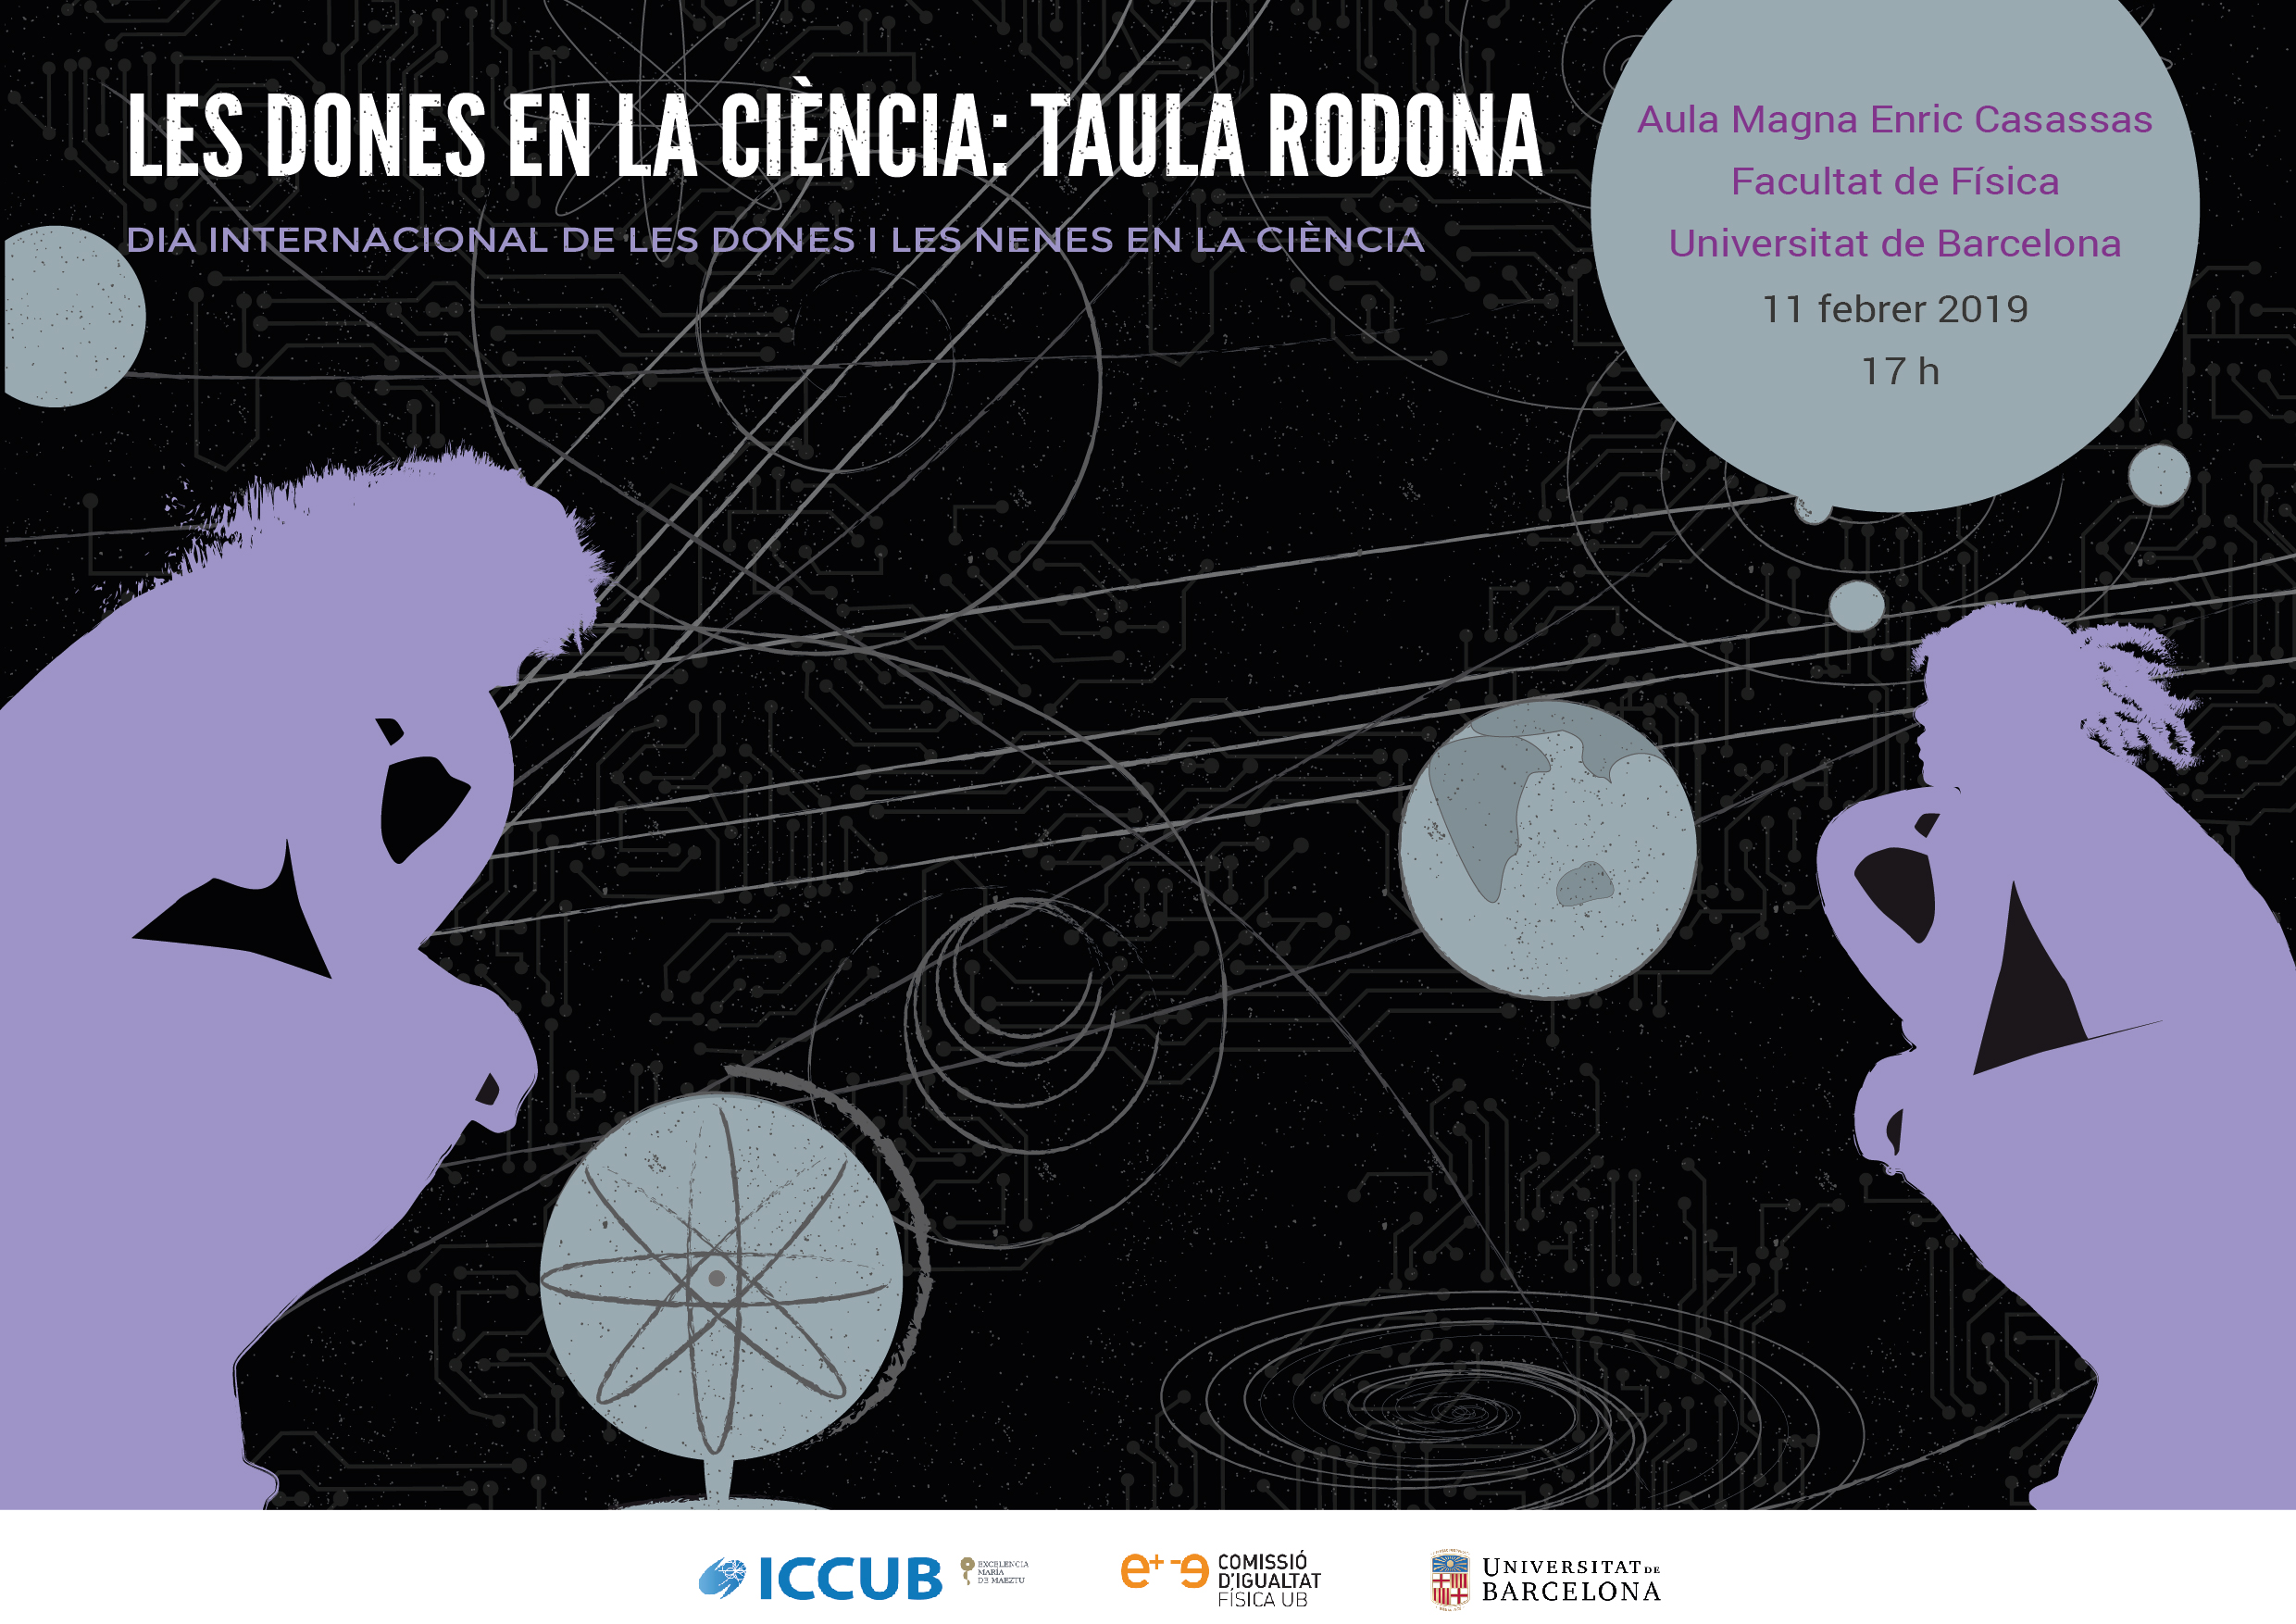 LES DONES EN LA CIÈNCIA: TAULA RODONA
DIA INTERNACIONAL DE LES DONES I LES NENES EN LA CIÈNCIA
Aula Magna Enric Casassas
Facultat de Física
Universitat de Barcelona
11 febrer 2019
17 h
ICCUB
EXCELENCIA
MARÍA
DE MAEZTU
e+ -e
COMISSIÓ
D'IGUALTAT
FÍSICA UB
UNIVERSITAT DE
BARCELONA